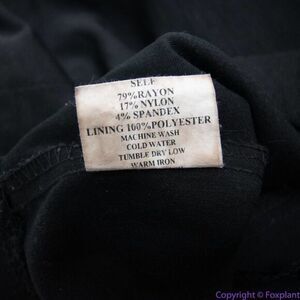 SELF
79%RAYON
17%NYLON
4% SPANDEX
LINING 100%POLYESTER
MACHINE WASH
COLD WATER
TUMBLE DRY LOW
WARM IRON
Copyright © Foxplant